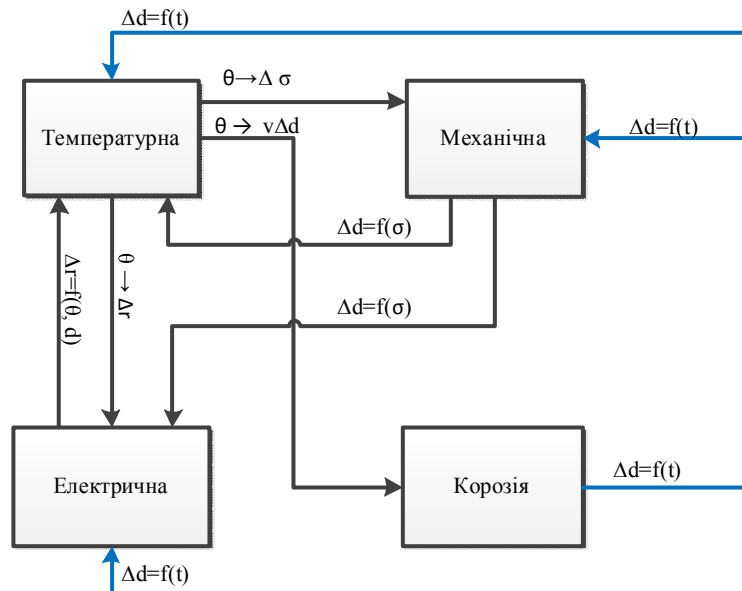 Δd=f(t)
θ→Δ σ
θ → vΔd
Температурна
Механічна
Δd=f(t)
Δd=f(σ)
Δr=f(θ, d)
θ → Δr
Δd=f(σ)
Електрична
Корозія
Δd=f(t)
Δd=f(t)